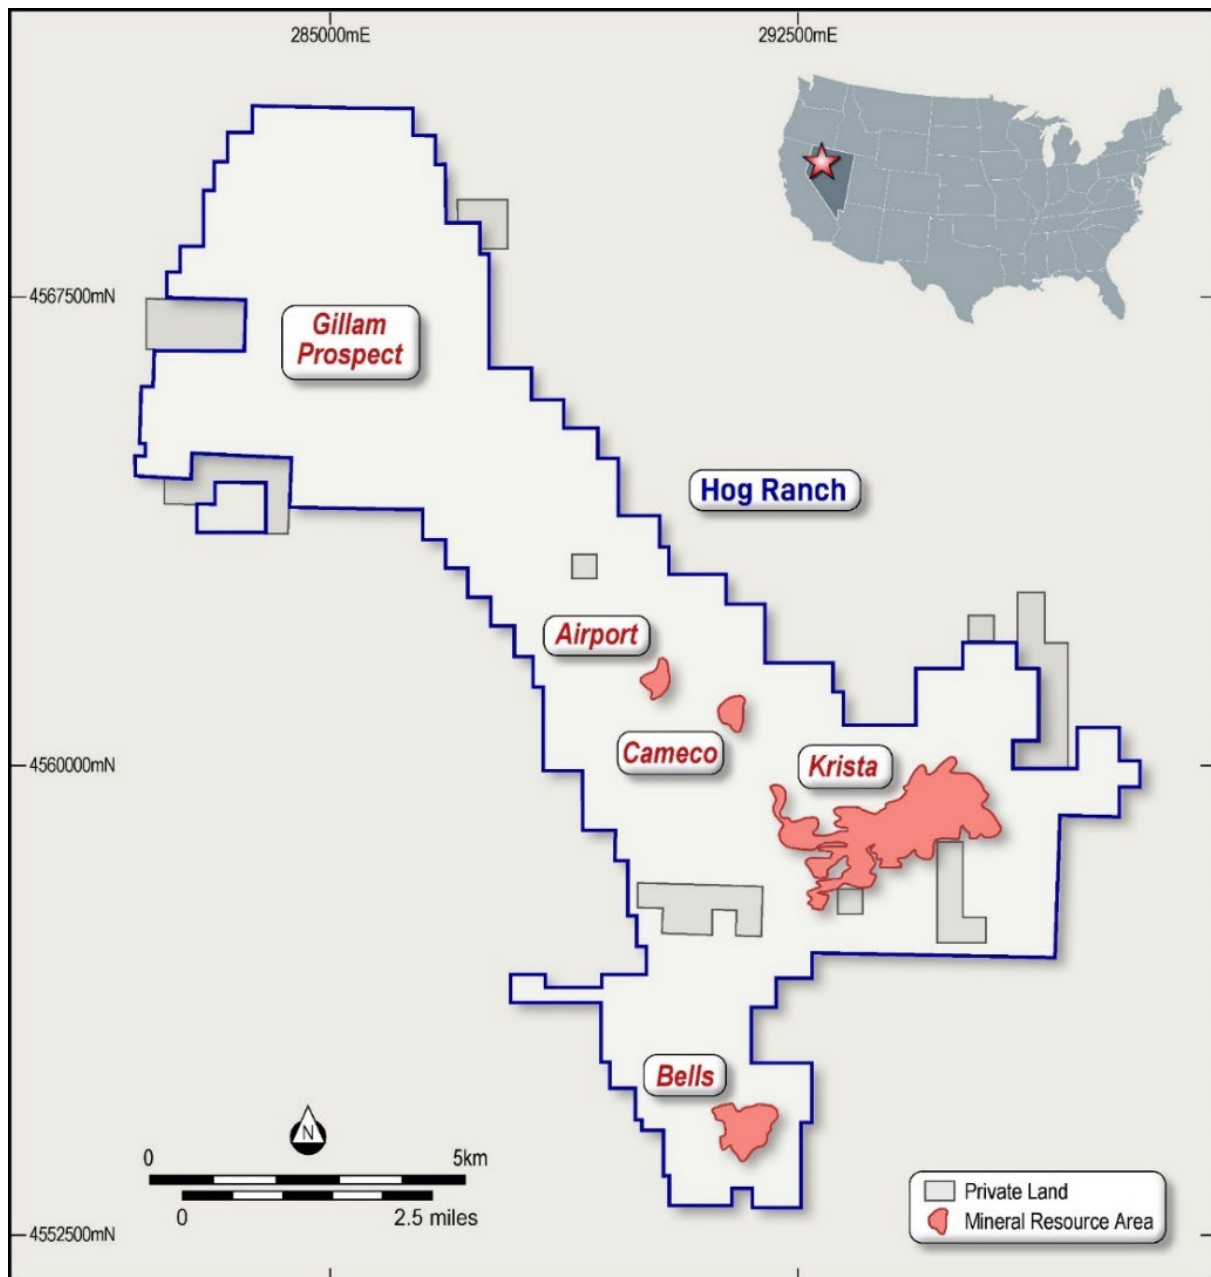 285000mE
292500mE
4567500mN
Gillam
Prospect
Hog Ranch
Airport
Cameco
Krista
4560000mN
Bells
N
0
5km
0
2.5 miles
Private Land
Mineral Resource Area
4552500mN